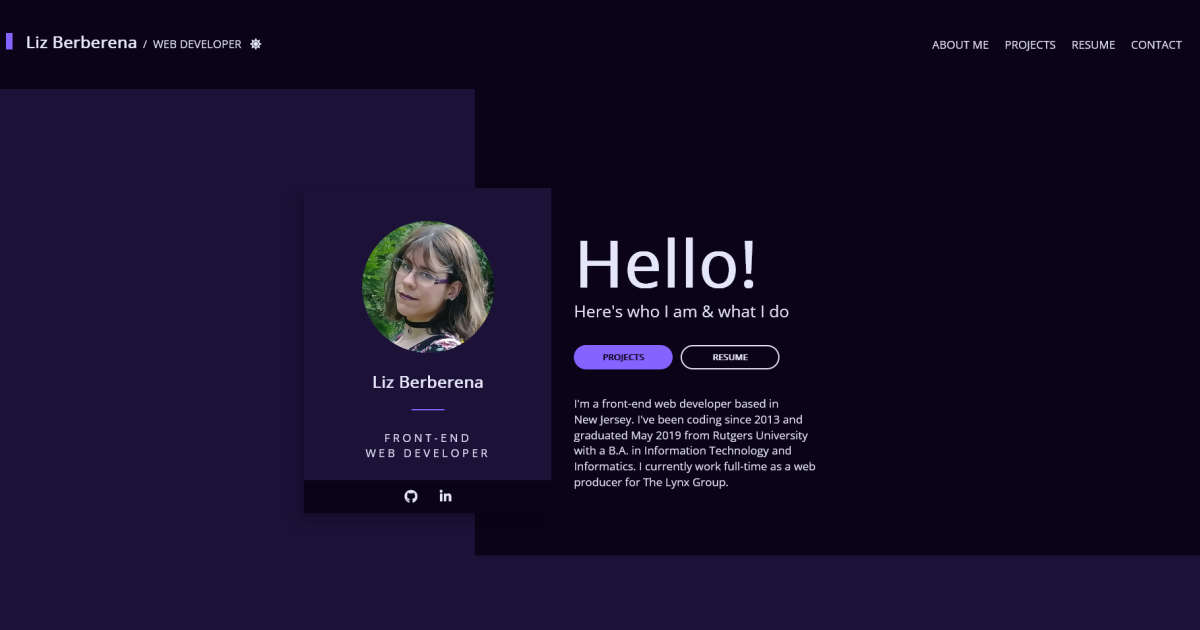 Liz Berberena / WEB DEVELOPER
ABOUT ME PROJECTS RESUME CONTACT
Liz Berberena
FRONT-END
WEB DEVELOPER
Hello!
Here's who I am & what I do
PROJECTS RESUME
I'm a front-end web developer based in
New Jersey. I've been coding since 2013 and
graduated May 2019 from Rutgers University
with a B.A. in Information Technology and
Informatics. I currently work full-time as a web
producer for The Lynx Group.